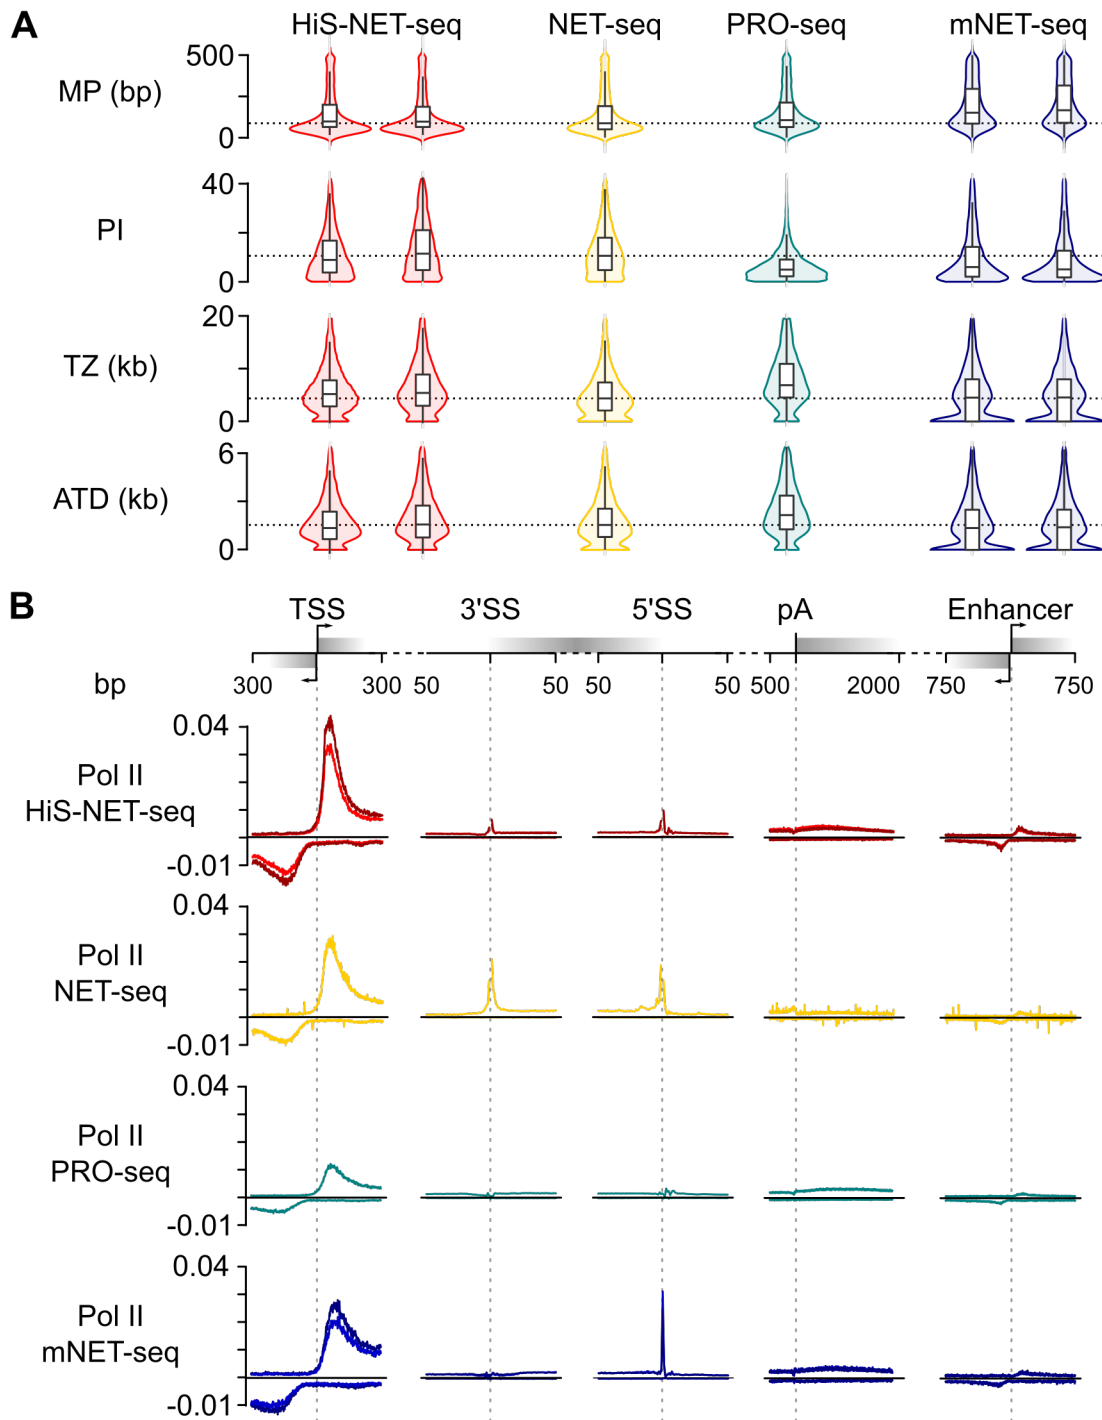 A
HiS-NET-seq NET-seq PRO-seq mNET-seq
MP (bp)
500
0
PI
40
0
TZ (kb)
20
0
ATD (kb)
6
0
B
TSS 3'SS 5'SS pA Enhancer
bp
300 300 50 50 50 50 500 2000 750 750
Pol II
HiS-NET-seq
0.04
-0.01
Pol II
NET-seq
0.04
-0.01
Pol II
PRO-seq
0.04
-0.01
Pol II
mNET-seq
0.04
-0.01